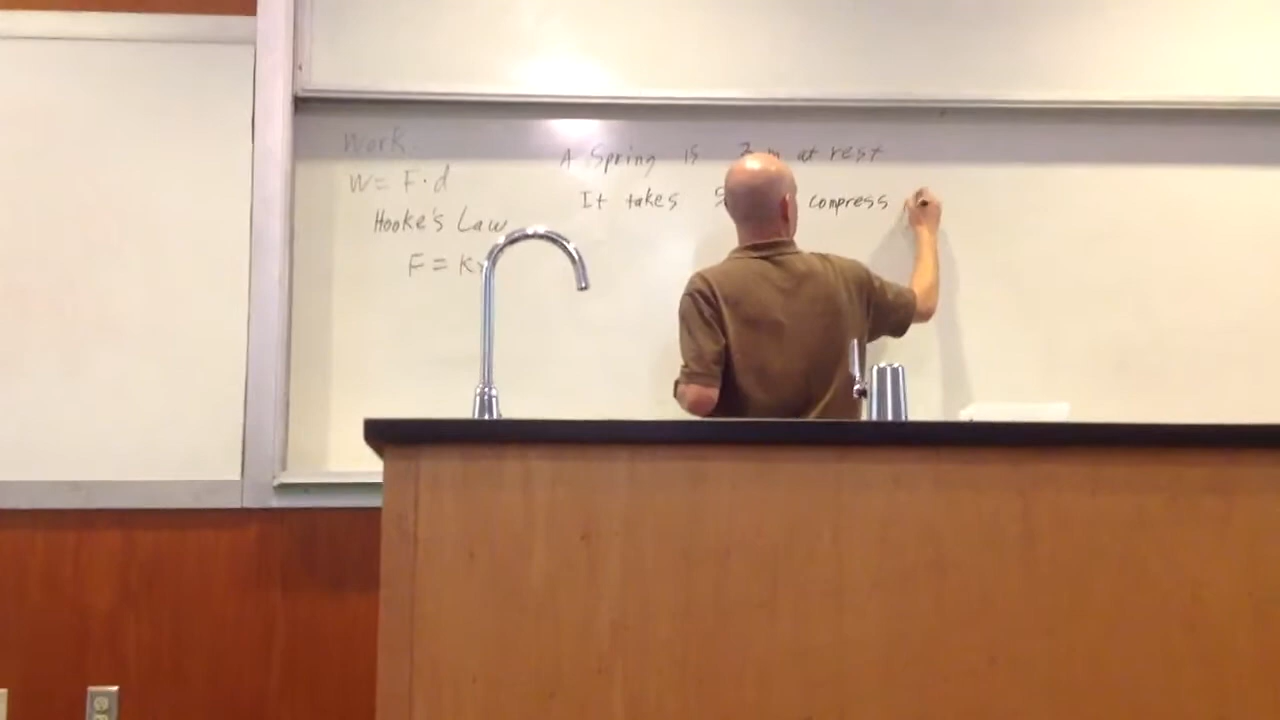 Work
W = F · d
Hooke's Law
F = k
A Spring is m at rest
It takes compress